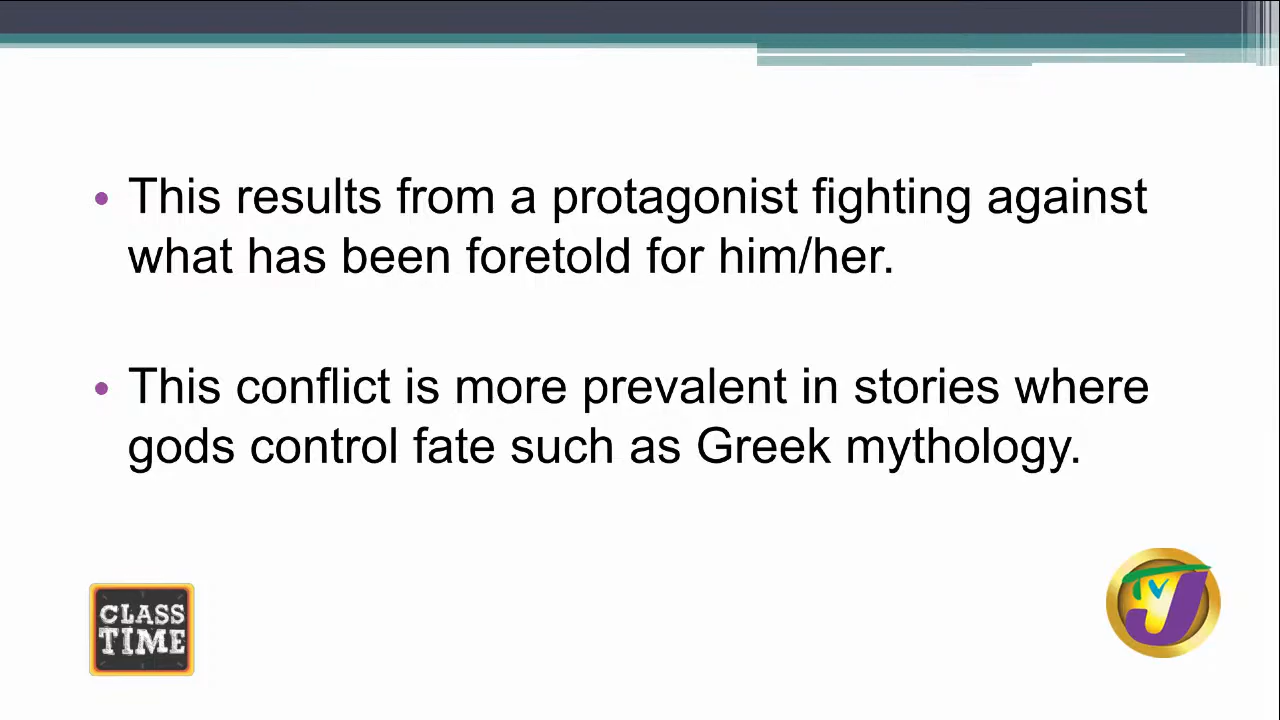 • This results from a protagonist fighting against
what has been foretold for him/her.
• This conflict is more prevalent in stories where
gods control fate such as Greek mythology.
CLASS
TIME
TVJ